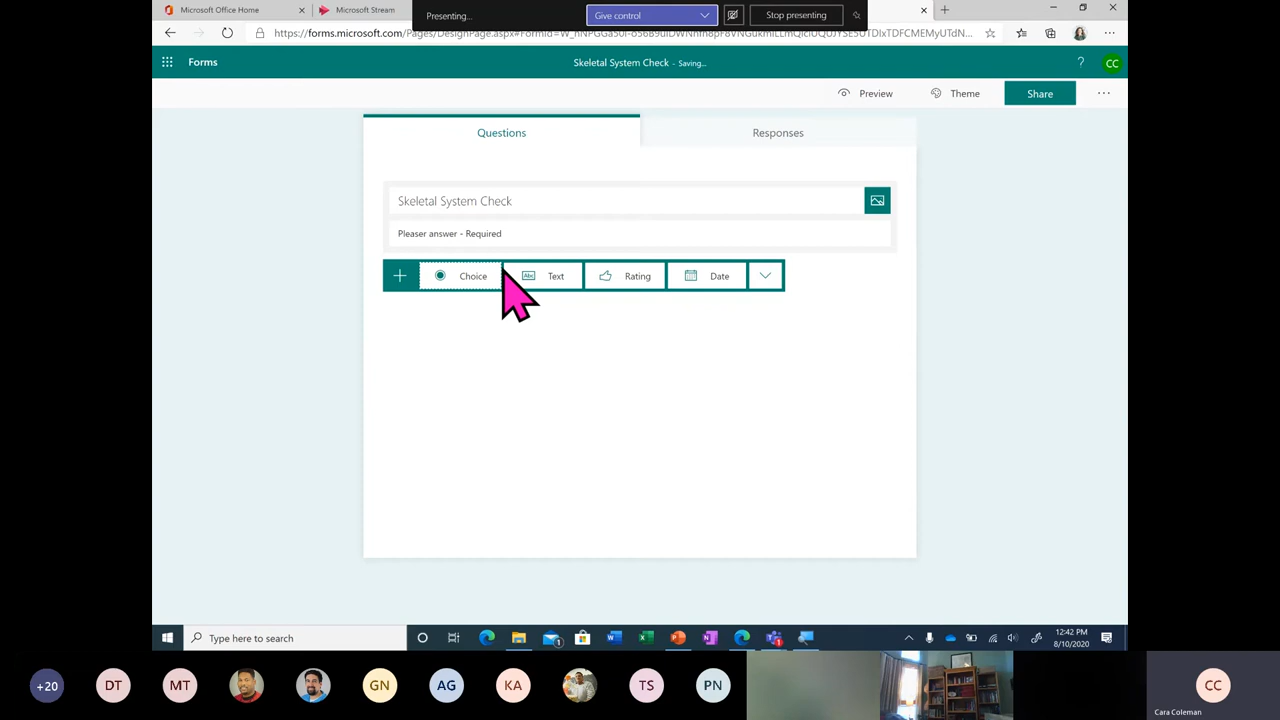 Microsoft Office Home
Microsoft Stream
Presenting...
Give control
Stop presenting
Forms
Skeletal System Check - Saving...
?
CC
Preview
Theme
Share
Questions
Responses
Skeletal System Check
Pleaser answer - Required
Choice
Abc
Text
Rating
Date
Type here to search
12:42 PM
8/10/2020
+20
DT
MT
GN
AG
KA
TS
PN
CC
Cara Coleman